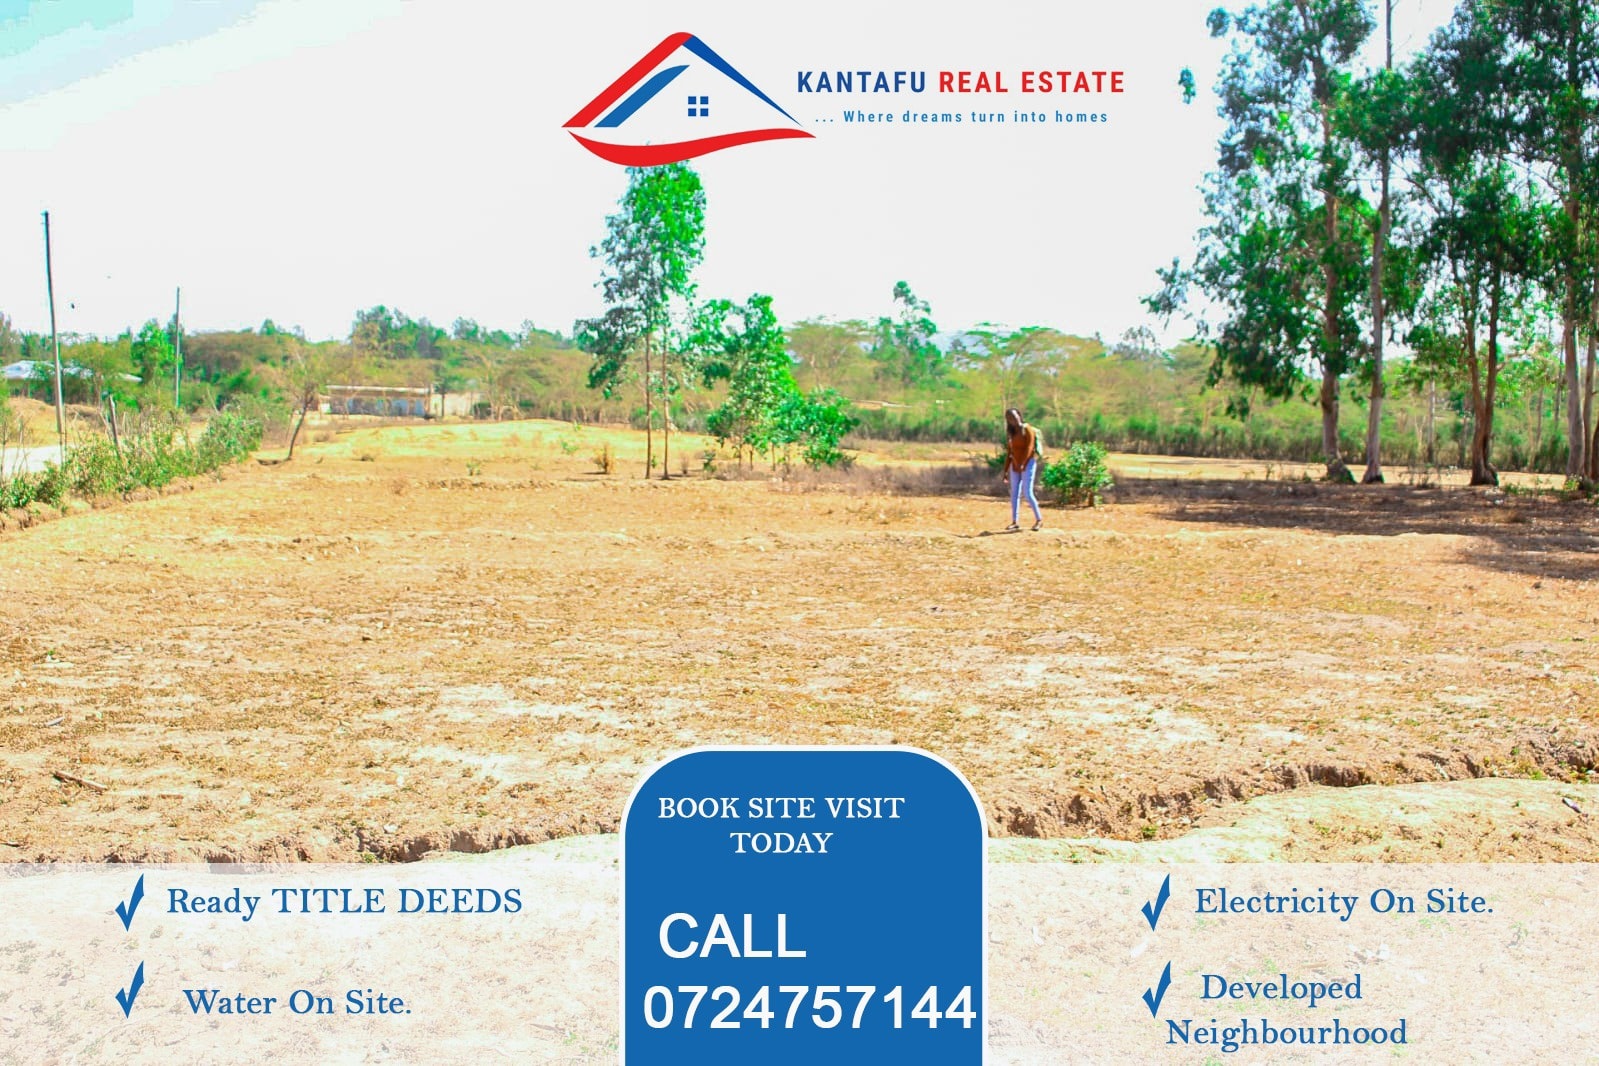 KANTAFU REAL ESTATE
... Where dreams turn into homes
BOOK SITE VISIT
TODAY
CALL
0724757144
Ready TITLE DEEDS
Water On Site.
Electricity On Site.
Developed
Neighbourhood